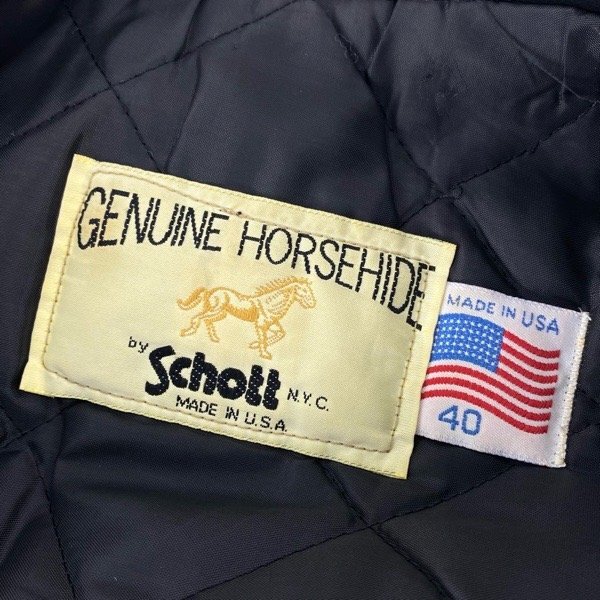 GENUINE HORSEHIDE
by Schott N.Y.C.
MADE IN U.S.A.
MADE IN USA
40